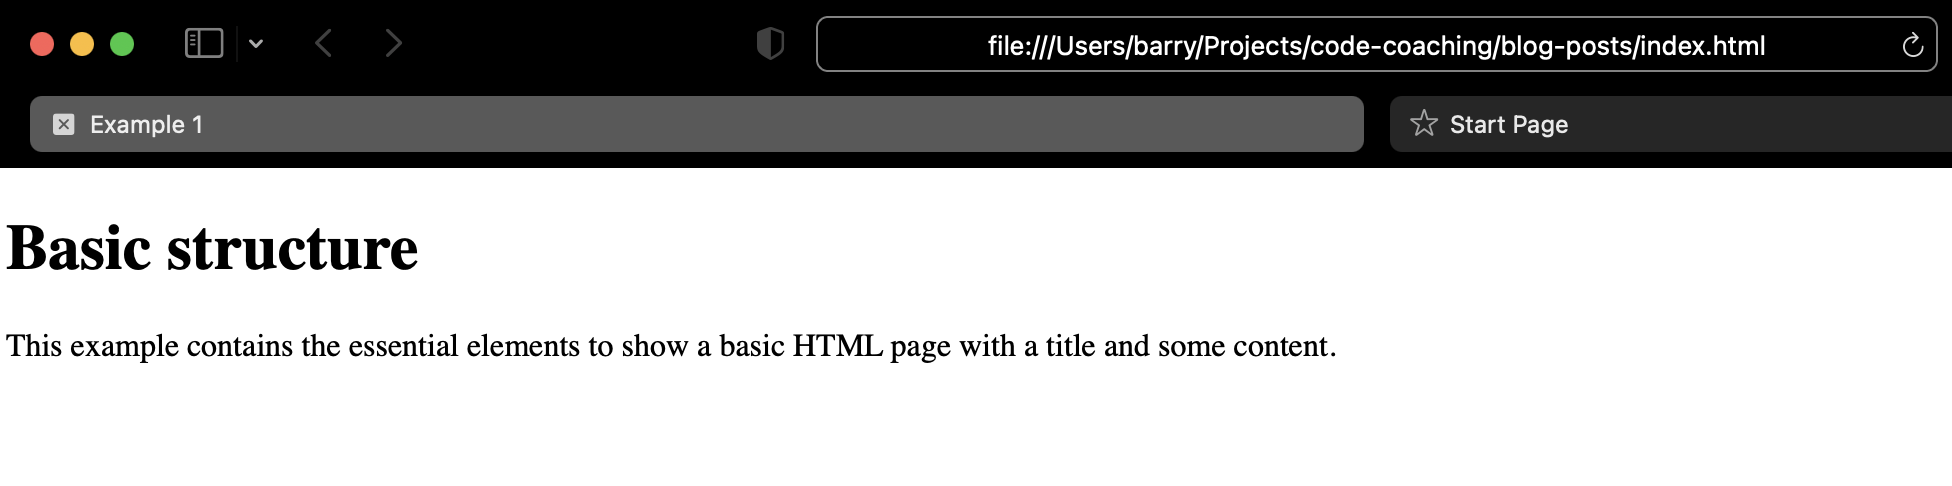 file:///Users/barry/Projects/code-coaching/blog-posts/index.html
Example 1
Start Page
Basic structure
This example contains the essential elements to show a basic HTML page with a title and some content.